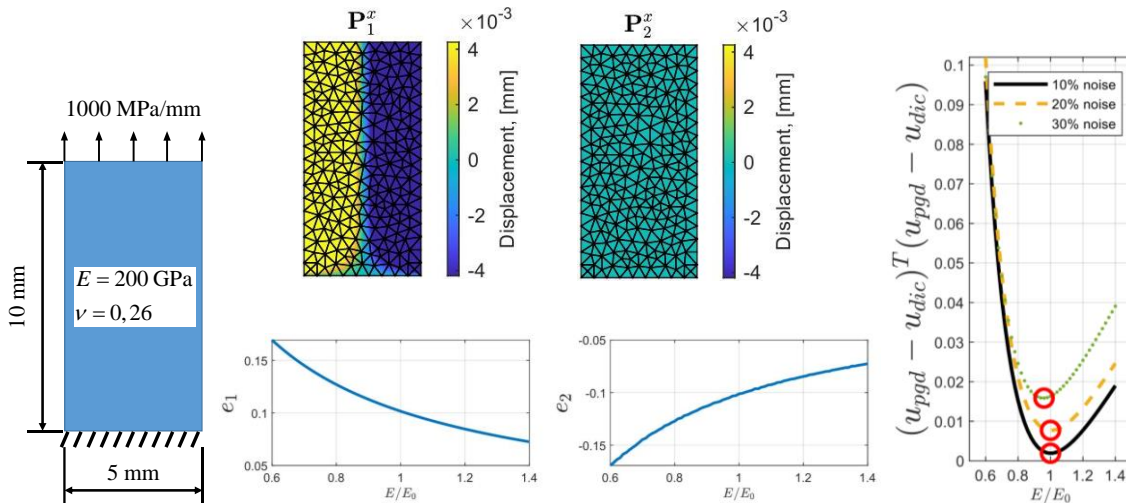 1000 MPa/mm
10 mm
E = 200 GPa
ν = 0,26
5 mm
P₁ˣ
×10⁻³
4
2
0
-2
-4
Displacement, [mm]
P₂ˣ
×10⁻³
4
2
0
-2
-4
Displacement, [mm]
0.15
0.1
0.05
e₁
0.6
0.8
1
1.2
1.4
E/E₀
-0.05
-0.1
-0.15
e₂
0.6
0.8
1
1.2
1.4
E/E₀
10% noise
20% noise
30% noise
0.1
0.09
0.08
0.07
0.06
0.05
0.04
0.03
0.02
0.01
0
(u_pgd − u_dic)ᵀ(u_pgd − u_dic)
0.6
0.8
1
1.2
1.4
E/E₀